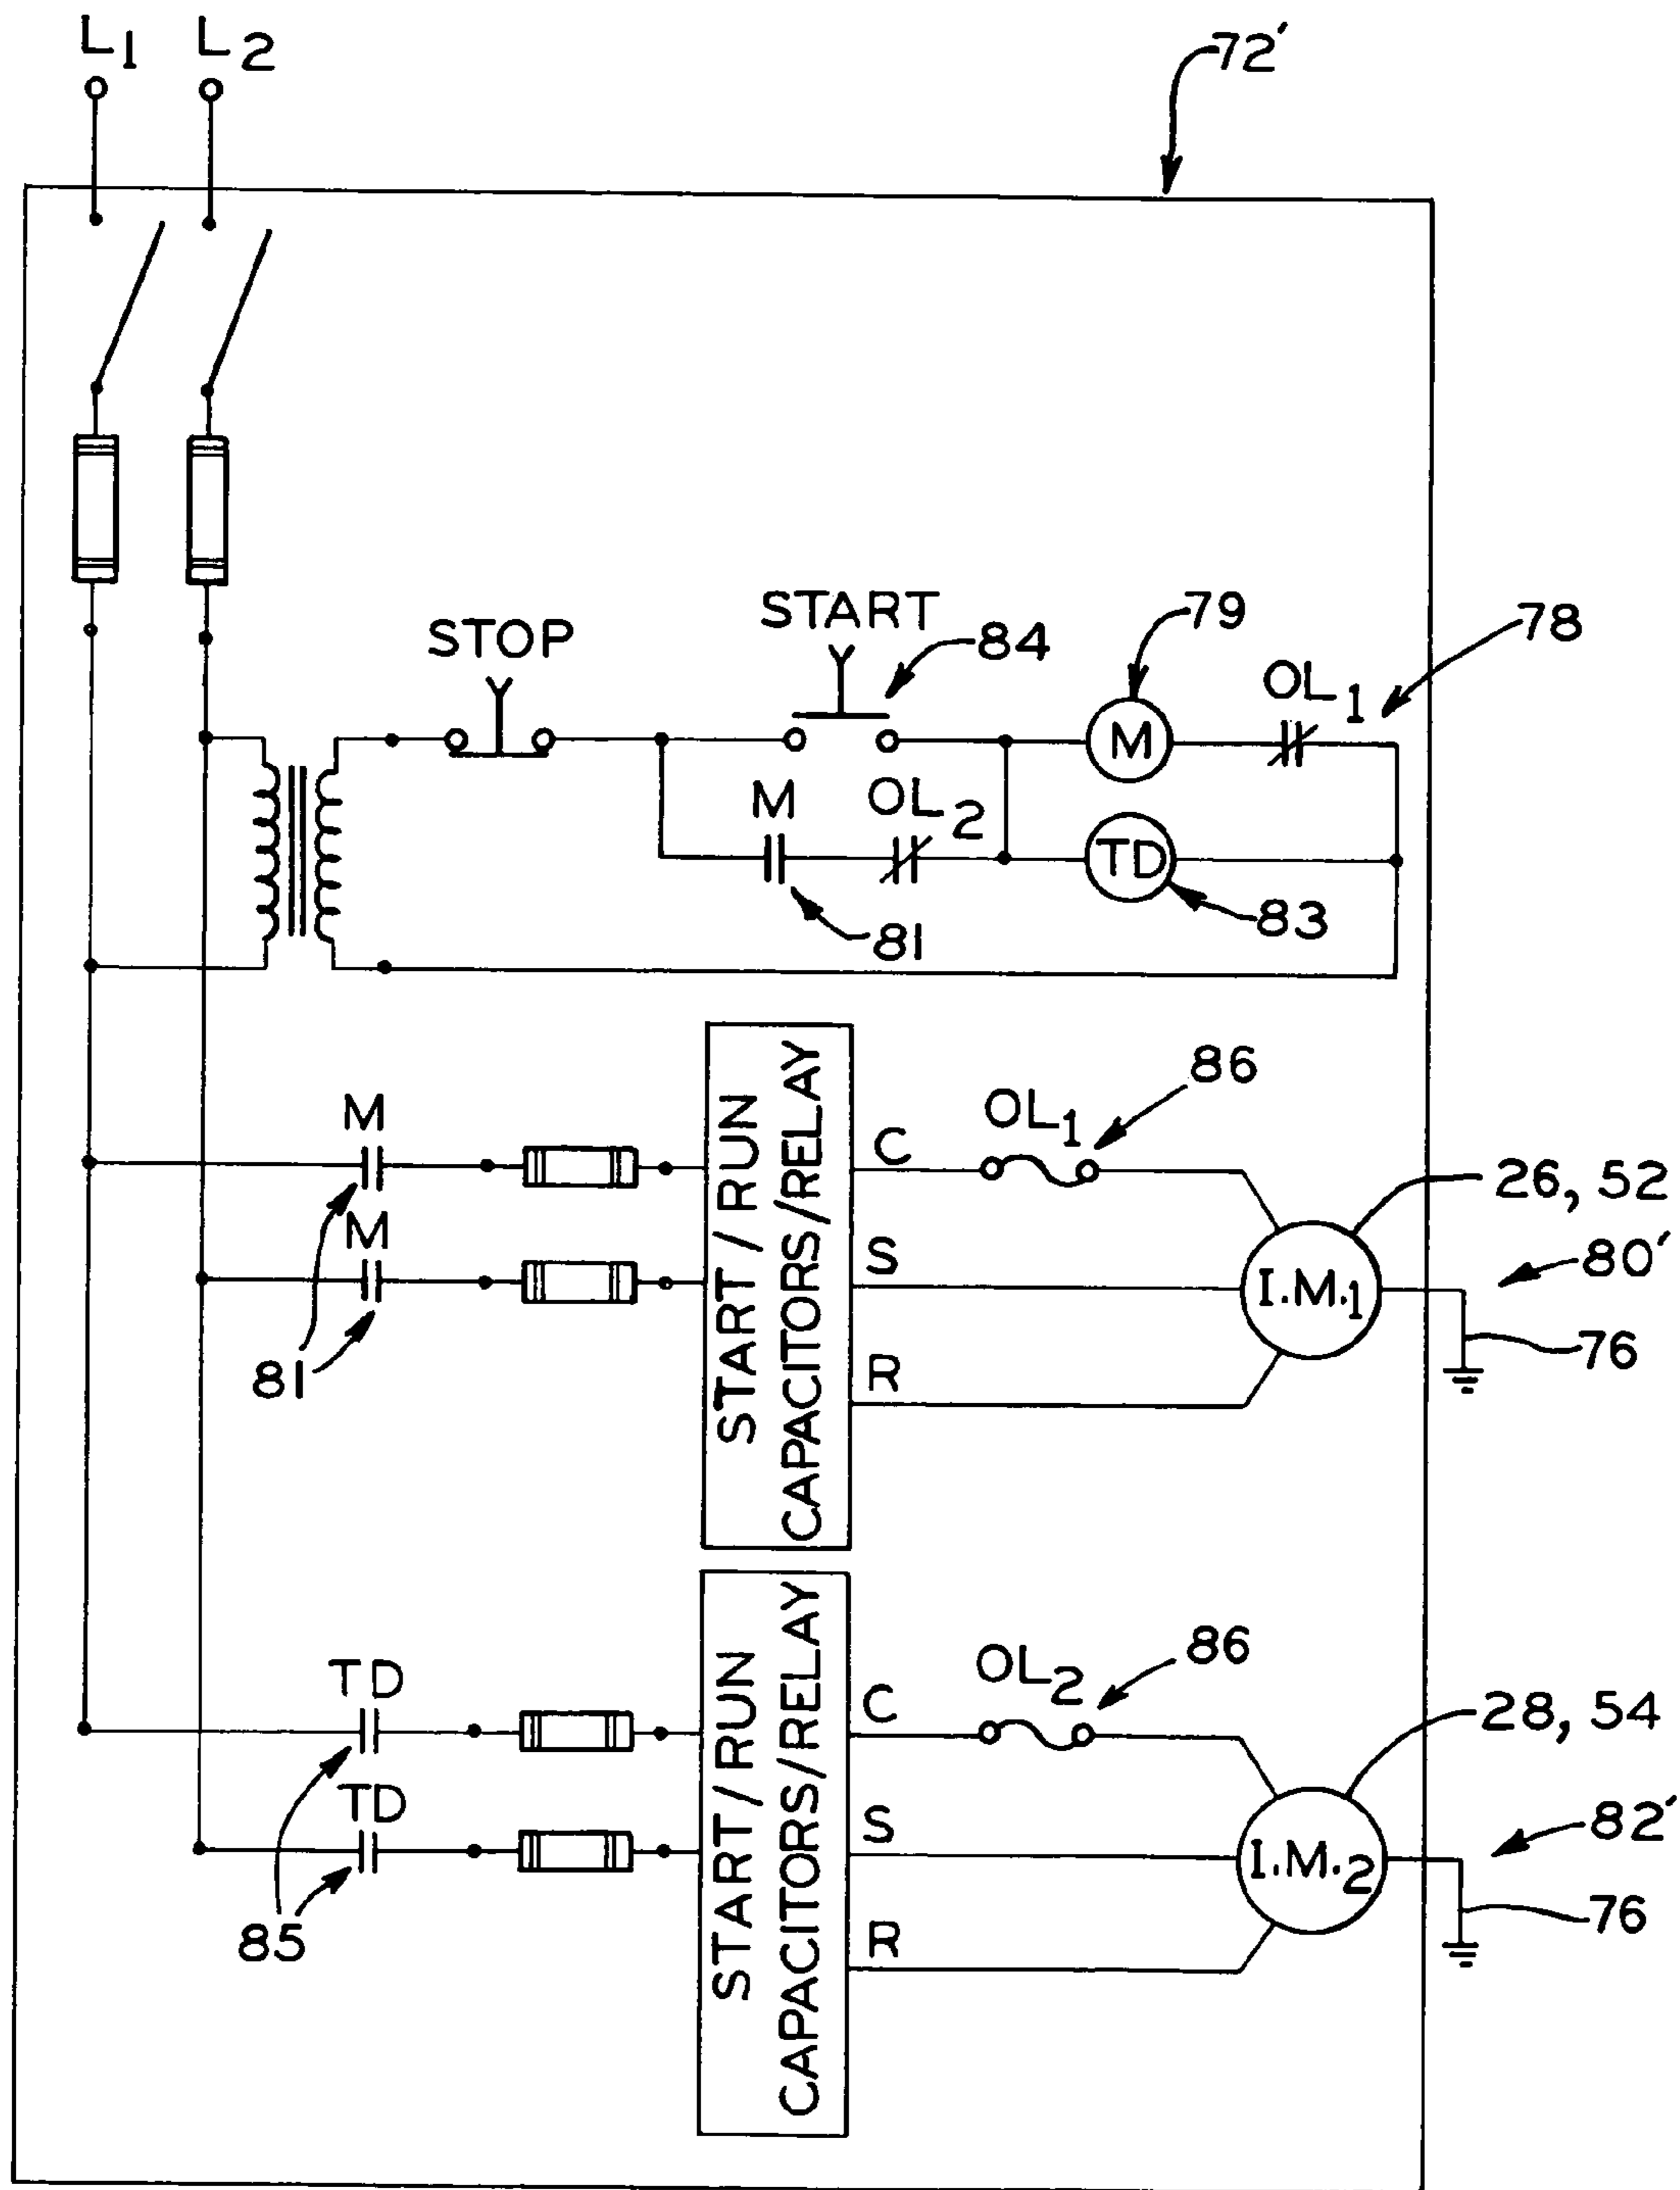 L1 L2
72'
STOP
START
84
79
78
OL1
M
M
OL2
TD
81
83
M
M
81
START/RUN
CAPACITORS/RELAY
C
S
R
OL1
86
26, 52
I.M.1
80'
76
TD
TD
85
START/RUN
CAPACITORS/RELAY
C
S
R
OL2
86
28, 54
I.M.2
82'
76